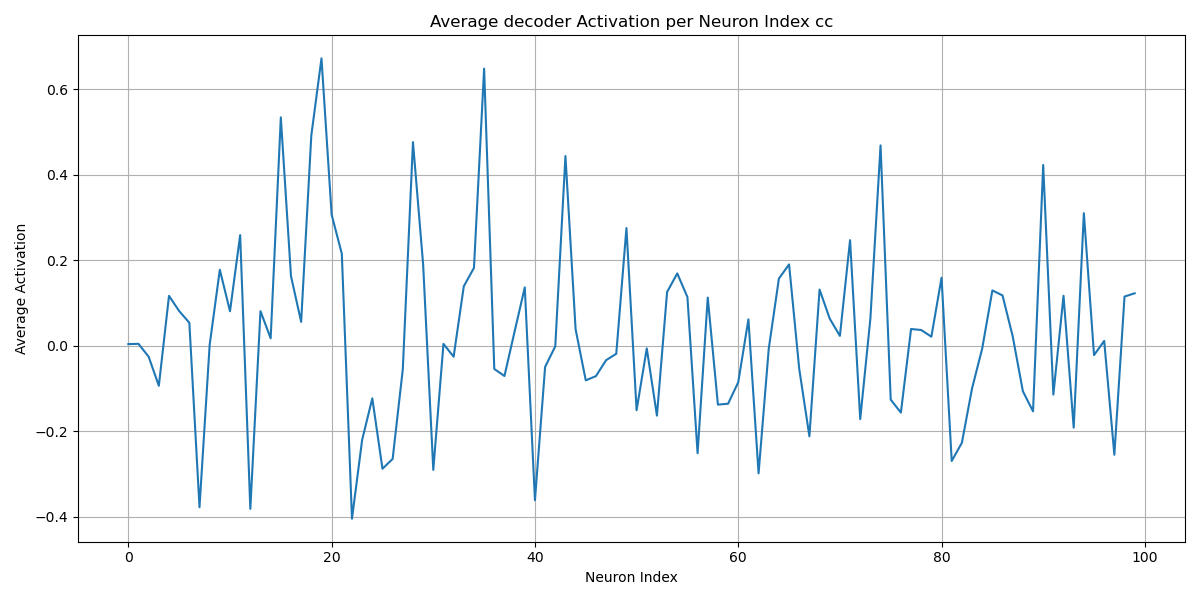 Average decoder Activation per Neuron Index cc
Average Activation
0.6
0.4
0.2
0.0
−0.2
−0.4
0 20 40 60 80 100
Neuron Index